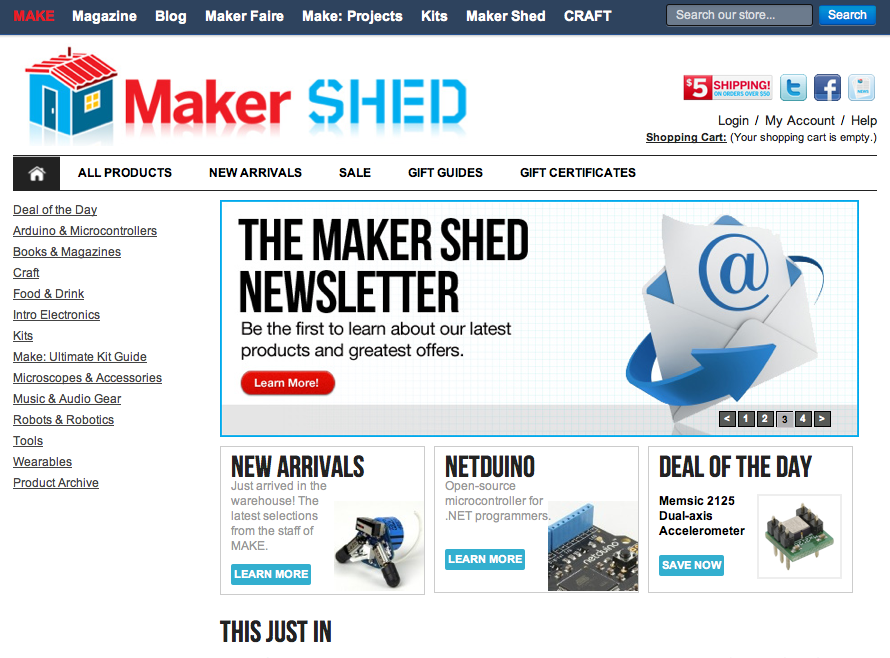 MAKE Magazine Blog Maker Faire Make: Projects Kits Maker Shed CRAFT Search our store... Search
Maker SHED
$5 SHIPPING! ON ORDERS OVER $50
Login / My Account / Help
Shopping Cart: (Your shopping cart is empty.)
ALL PRODUCTS NEW ARRIVALS SALE GIFT GUIDES GIFT CERTIFICATES
Deal of the Day
Arduino & Microcontrollers
Books & Magazines
Craft
Food & Drink
Intro Electronics
Kits
Make: Ultimate Kit Guide
Microscopes & Accessories
Music & Audio Gear
Robots & Robotics
Tools
Wearables
Product Archive
THE MAKER SHED
NEWSLETTER
Be the first to learn about our latest
products and greatest offers.
Learn More!
@
< 1 2 3 4 >
NEW ARRIVALS
Just arrived in the
warehouse! The
latest selections
from the staff of
MAKE.
LEARN MORE
NETDUINO
Open-source
microcontroller for
.NET programmers.
LEARN MORE
netduino
DEAL OF THE DAY
Memsic 2125
Dual-axis
Accelerometer
SAVE NOW
THIS JUST IN